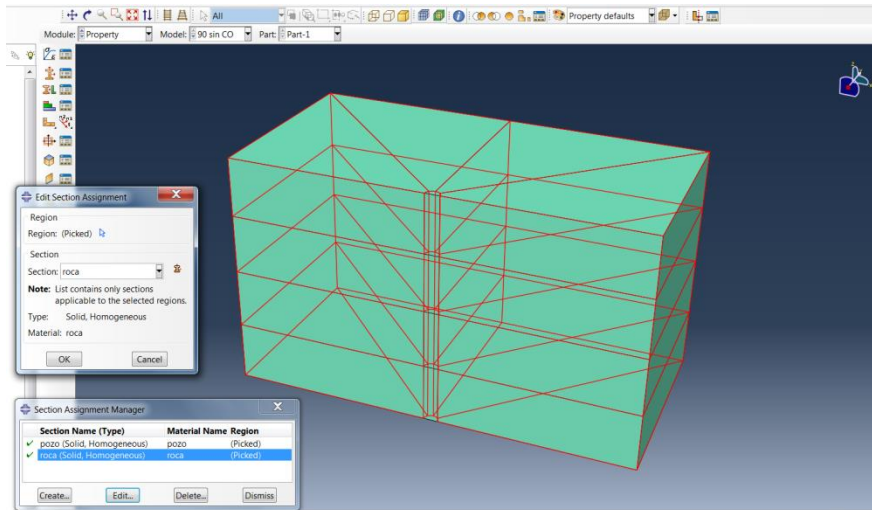 All
Property defaults
Module: Property Model: 90 sin CO Part: Part-1
Edit Section Assignment
Region
Region: (Picked)
Section
Section: roca
Note: List contains only sections
applicable to the selected regions.
Type: Solid, Homogeneous
Material: roca
OK Cancel
Section Assignment Manager
Section Name (Type) Material Name Region
pozo (Solid, Homogeneous) pozo (Picked)
roca (Solid, Homogeneous) roca (Picked)
Create... Edit... Delete... Dismiss